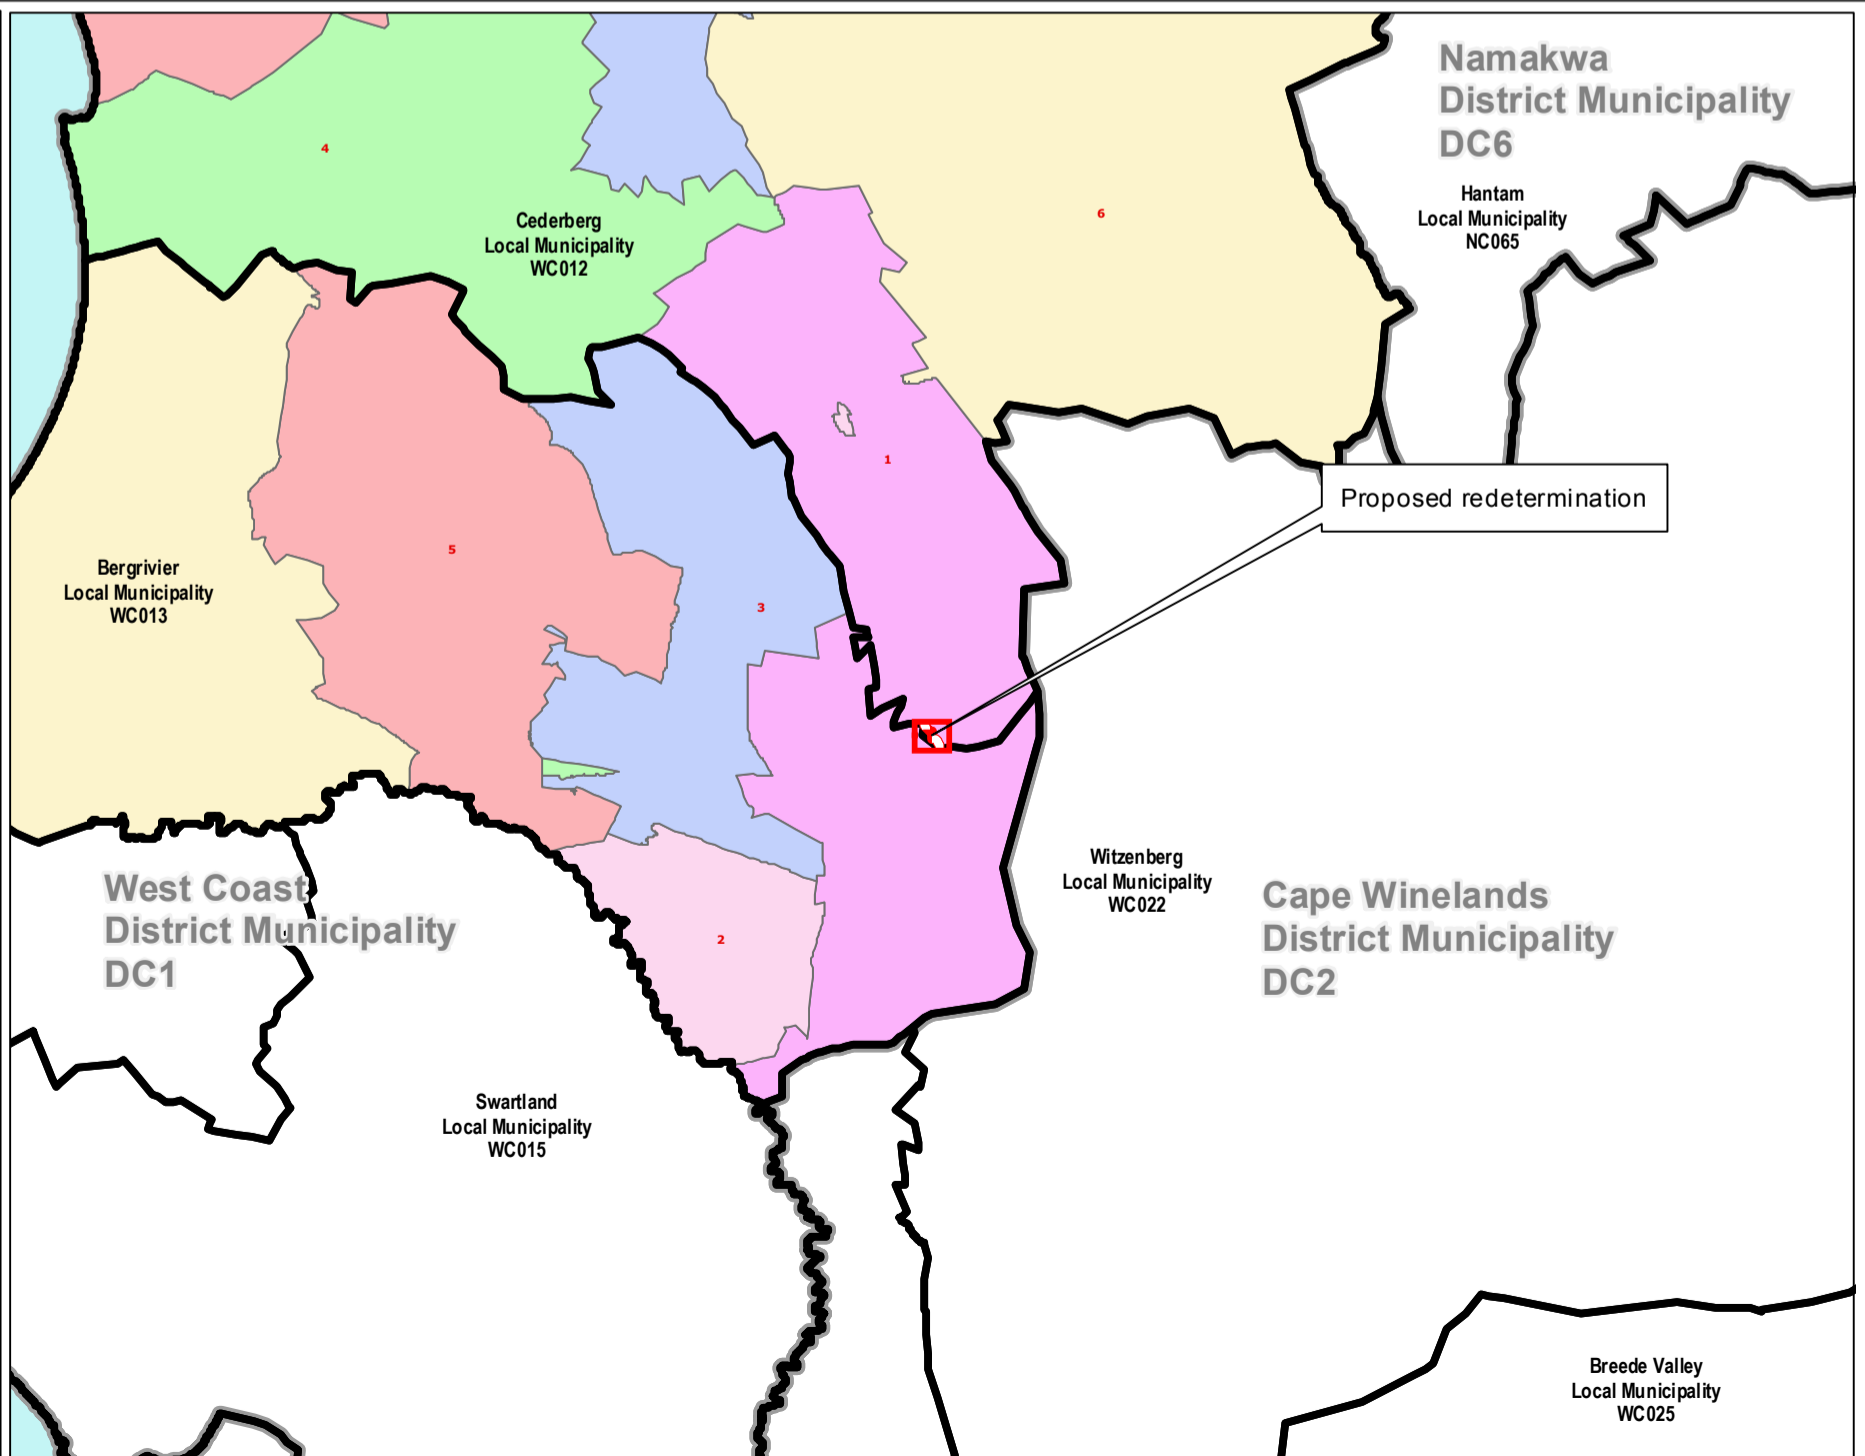 Namakwa
District Municipality
DC6
Hantam
Local Municipality
NC065
4
Cederberg
Local Municipality
WC012
6
1
Proposed redetermination
5
Bergrivier
Local Municipality
WC013
3
West Coast
District Municipality
DC1
Witzenberg
Local Municipality
WC022
Cape Winelands
District Municipality
DC2
2
Swartland
Local Municipality
WC015
Breede Valley
Local Municipality
WC025